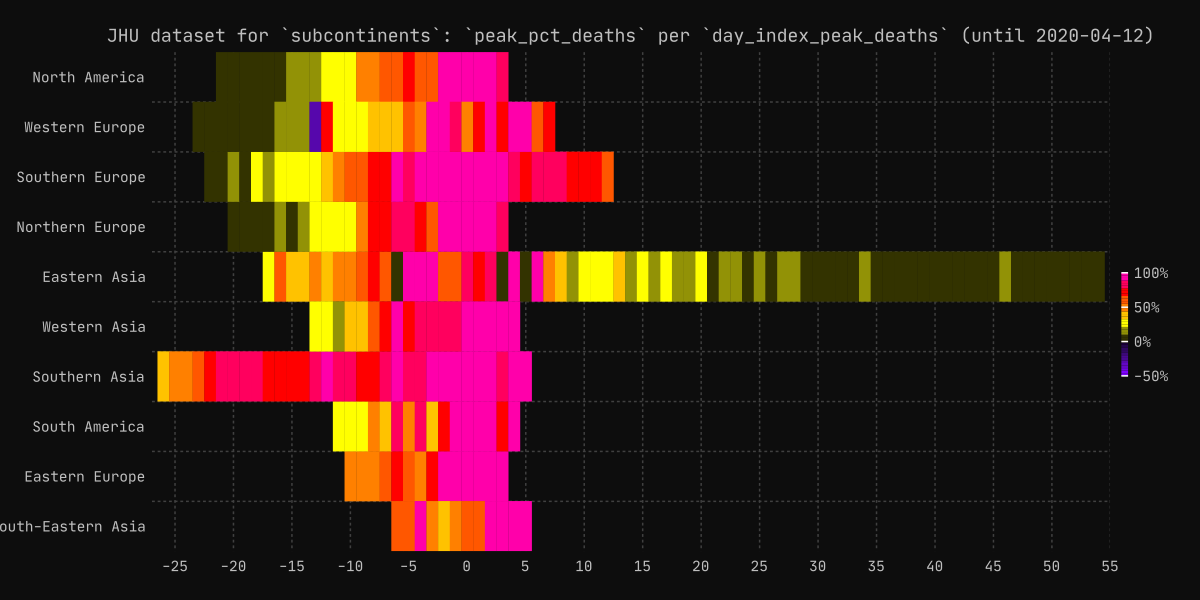 JHU dataset for `subcontinents`: `peak_pct_deaths` per `day_index_peak_deaths` (until 2020-04-12)
North America
Western Europe
Southern Europe
Northern Europe
Eastern Asia
Western Asia
Southern Asia
South America
Eastern Europe
outh-Eastern Asia
100%
50%
0%
-50%
-25 -20 -15 -10 -5 0 5 10 15 20 25 30 35 40 45 50 55